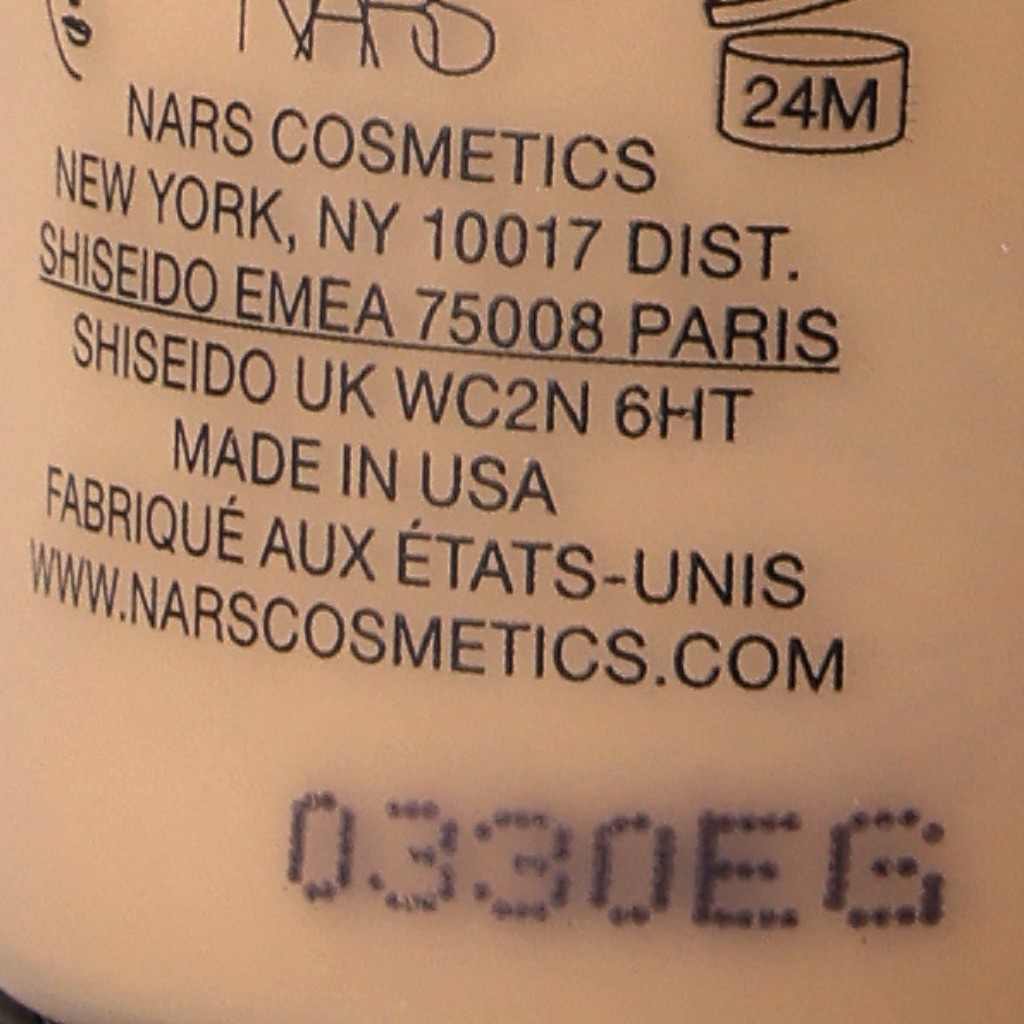 NARS
24M
NARS COSMETICS
NEW YORK, NY 10017 DIST.
SHISEIDO EMEA 75008 PARIS
SHISEIDO UK WC2N 6HT
MADE IN USA
FABRIQUÉ AUX ÉTATS-UNIS
WWW.NARSCOSMETICS.COM
0330EG